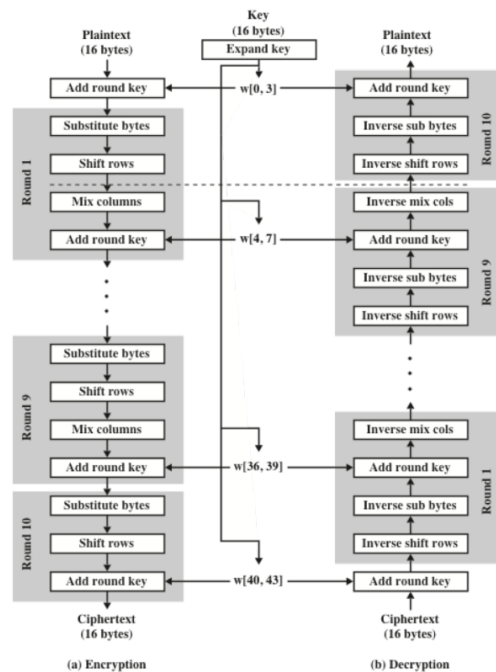 Key
(16 bytes)
Expand key
w[0, 3]
w[4, 7]
w[36, 39]
w[40, 43]
Plaintext
(16 bytes)
Add round key
Round 1
Substitute bytes
Shift rows
Mix columns
Add round key
Round 9
Substitute bytes
Shift rows
Mix columns
Add round key
Round 10
Substitute bytes
Shift rows
Add round key
Ciphertext
(16 bytes)
(a) Encryption
Plaintext
(16 bytes)
Add round key
Inverse sub bytes
Inverse shift rows
Round 10
Inverse mix cols
Add round key
Inverse sub bytes
Inverse shift rows
Round 9
Inverse mix cols
Add round key
Inverse sub bytes
Inverse shift rows
Round 1
Add round key
Ciphertext
(16 bytes)
(b) Decryption